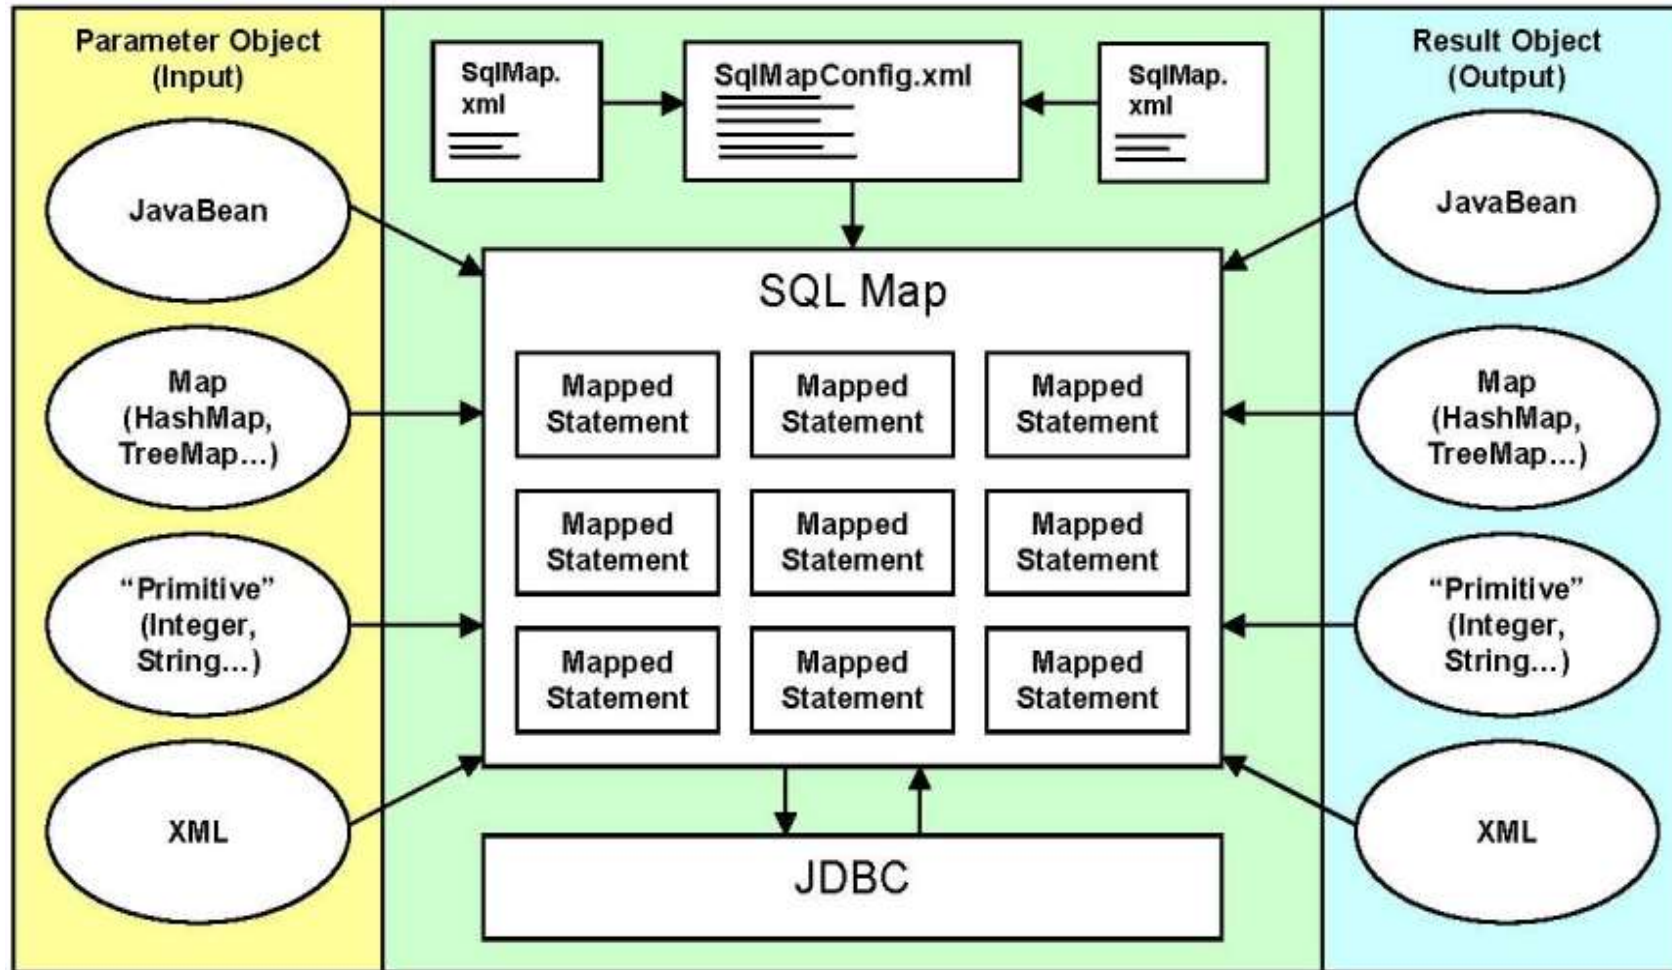 Parameter Object
(Input)
JavaBean
Map
(HashMap,
TreeMap...)
“Primitive”
(Integer,
String...)
XML
SqlMap.
xml
SqlMapConfig.xml
SqlMap.
xml
SQL Map
Mapped
Statement
Mapped
Statement
Mapped
Statement
Mapped
Statement
Mapped
Statement
Mapped
Statement
Mapped
Statement
Mapped
Statement
Mapped
Statement
JDBC
Result Object
(Output)
JavaBean
Map
(HashMap,
TreeMap...)
“Primitive”
(Integer,
String...)
XML